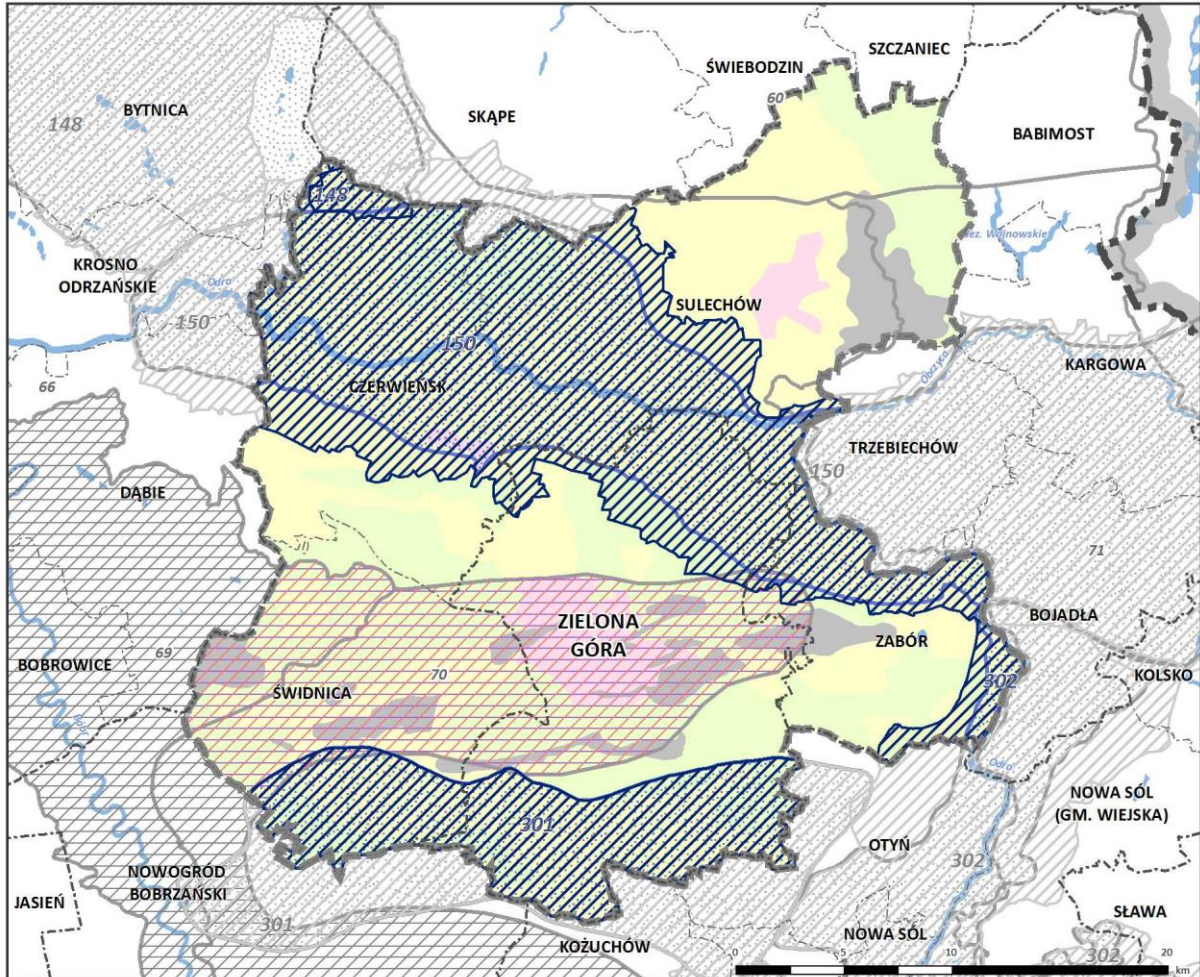 SZCZANIEC
ŚWIEBODZIN
60
BYTNICA
SKĄPE
148
BABIMOST
148
Jez. Wojnowskie
KROSNO
ODRZAŃSKIE
Odra
150
SULECHÓW
150
KARGOWA
Obrzyca
66
CZERWIEŃSK
TRZEBIECHÓW
150
DĄBIE
71
ZIELONA
GÓRA
BOJADŁA
ZABÓR
BOBROWICE
69
70
KOLSKO
ŚWIDNICA
302
Bóbr
Odra
NOWA SÓL
(GM. WIEJSKA)
301
OTYŃ
302
NOWOGRÓD
BOBRZAŃSKI
JASIEŃ
301
SŁAWA
KOŻUCHÓW
NOWA SÓL
302
0 5 10 20
km